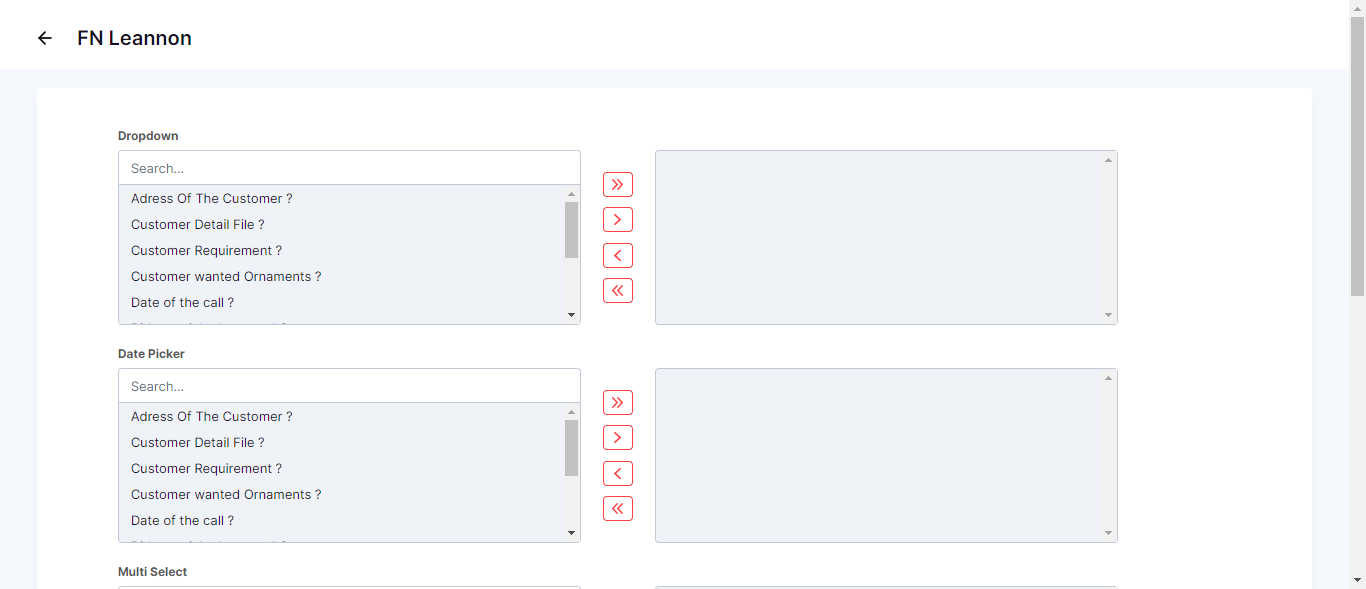 FN Leannon
Dropdown
Search...
Adress Of The Customer ?
Customer Detail File ?
Customer Requirement ?
Customer wanted Ornaments ?
Date of the call ?
Date Picker
Search...
Adress Of The Customer ?
Customer Detail File ?
Customer Requirement ?
Customer wanted Ornaments ?
Date of the call ?
Multi Select